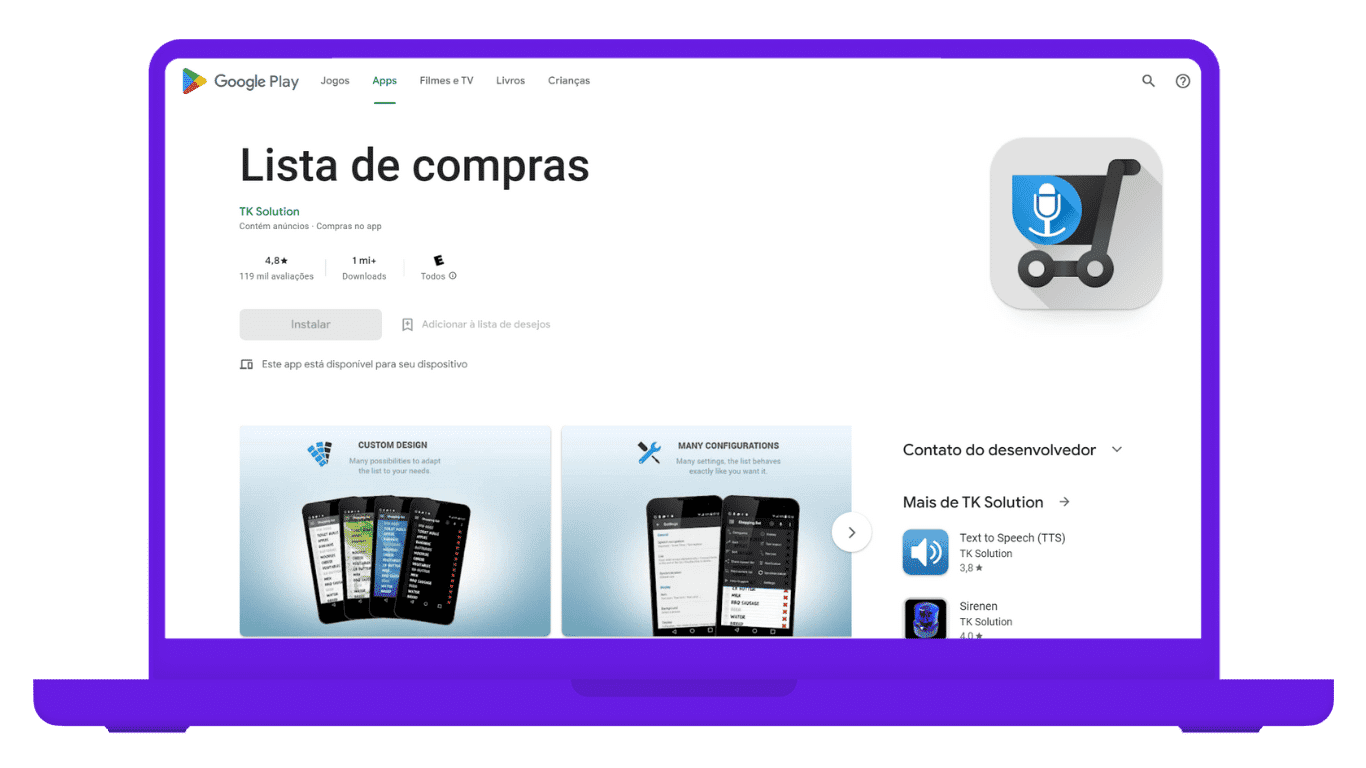 Google Play Jogos Apps Filmes e TV Livros Crianças
Lista de compras
TK Solution
Contém anúncios · Compras no app
4,8★ 1 mi+ E
119 mil avaliações Downloads Todos
Instalar Adicionar à lista de desejos
Este app está disponível para seu dispositivo
CUSTOM DESIGN
Many possibilities to adapt
the list to your needs.
MANY CONFIGURATIONS
Many settings, the list behaves
exactly like you want it.
Contato do desenvolvedor
Mais de TK Solution
Text to Speech (TTS)
TK Solution
3,8 ★
Sirenen
TK Solution
4,0 ★